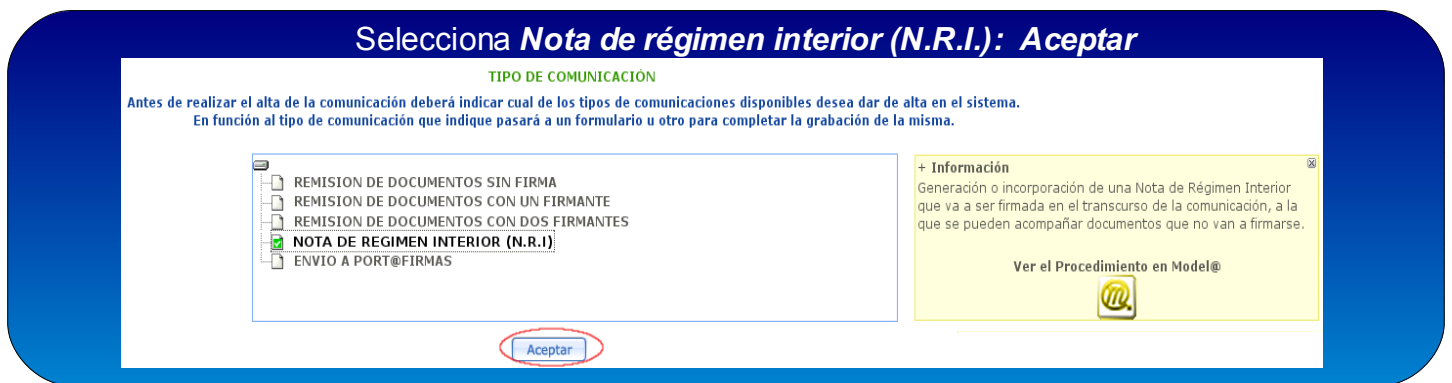 Selecciona Nota de régimen interior (N.R.I.): Aceptar
TIPO DE COMUNICACIÓN
Antes de realizar el alta de la comunicación deberá indicar cual de los tipos de comunicaciones disponibles desea dar de alta en el sistema.
En función al tipo de comunicación que indique pasará a un formulario u otro para completar la grabación de la misma.
REMISION DE DOCUMENTOS SIN FIRMA
REMISION DE DOCUMENTOS CON UN FIRMANTE
REMISION DE DOCUMENTOS CON DOS FIRMANTES
NOTA DE REGIMEN INTERIOR (N.R.I)
ENVIO A PORT@FIRMAS
+ Información
Generación o incorporación de una Nota de Régimen Interior
que va a ser firmada en el transcurso de la comunicación, a la
que se pueden acompañar documentos que no van a firmarse.
Ver el Procedimiento en Model@
m
Aceptar